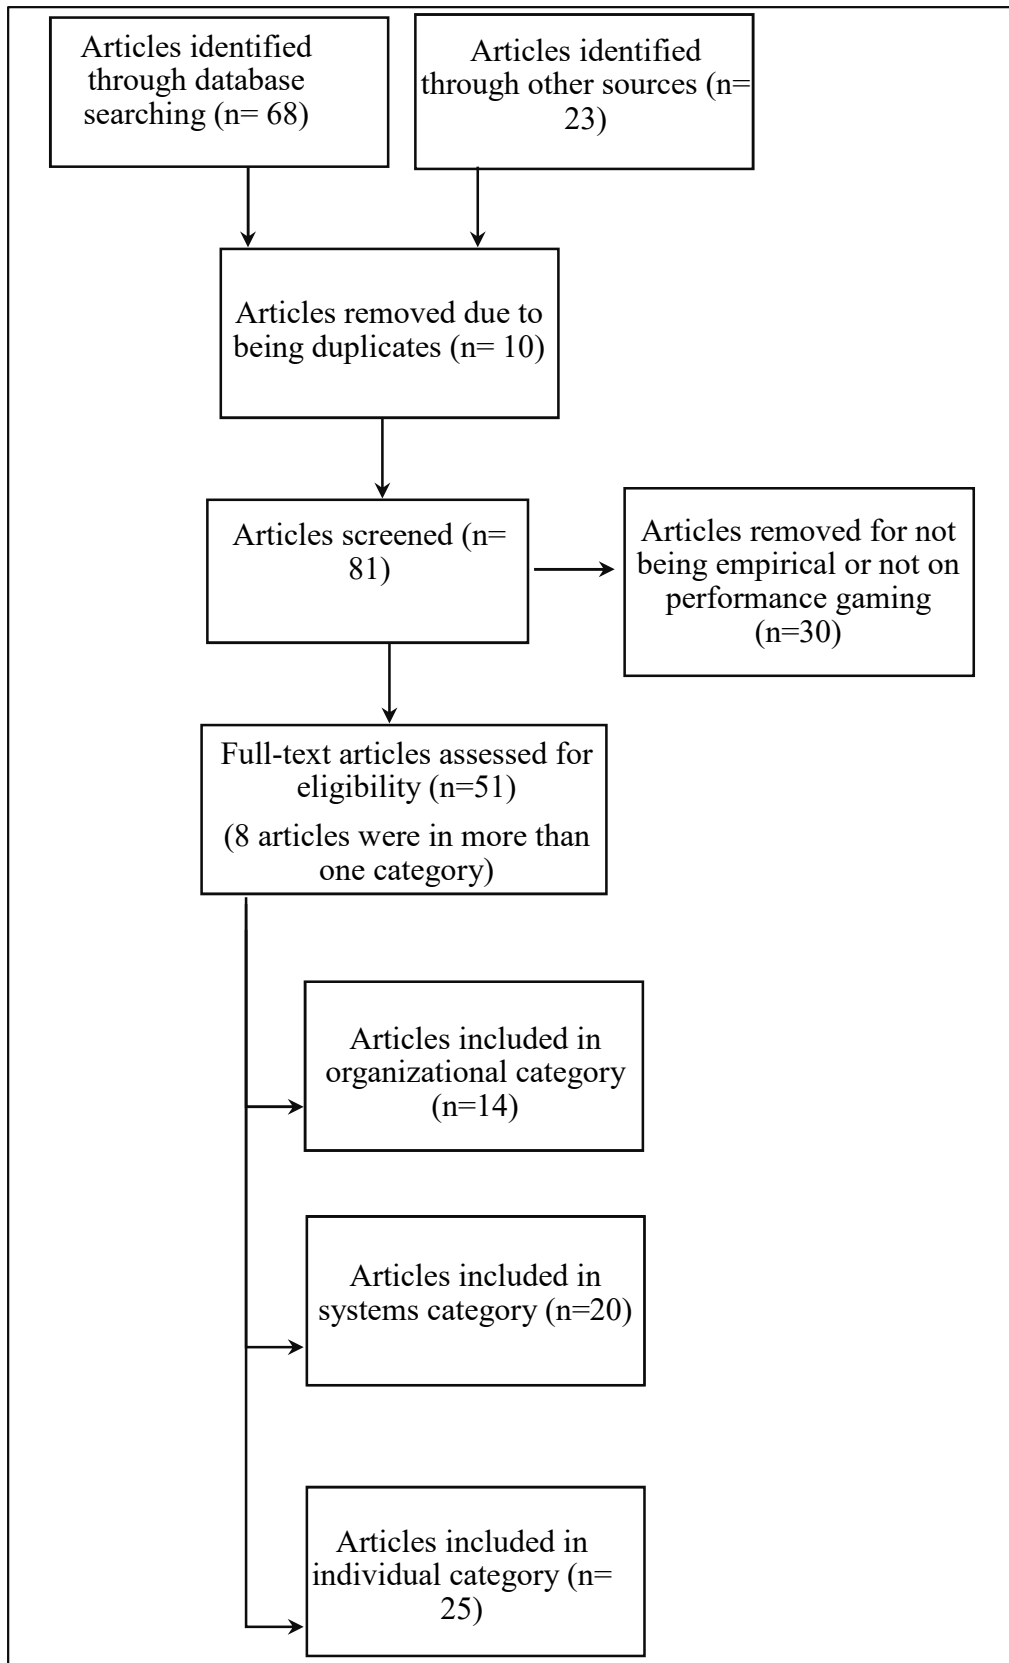 Articles identified
through database
searching (n= 68)
Articles identified
through other sources (n=
23)
Articles removed due to
being duplicates (n= 10)
Articles screened (n=
81)
Articles removed for not
being empirical or not on
performance gaming
(n=30)
Full-text articles assessed for
eligibility (n=51)
(8 articles were in more than
one category)
Articles included in
organizational category
(n=14)
Articles included in
systems category (n=20)
Articles included in
individual category (n=
25)